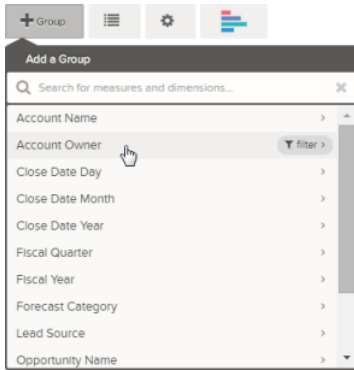 Group
Add a Group
Search for measures and dimensions...
Account Name
Account Owner filter
Close Date Day
Close Date Month
Close Date Year
Fiscal Quarter
Fiscal Year
Forecast Category
Lead Source
Opportunity Name